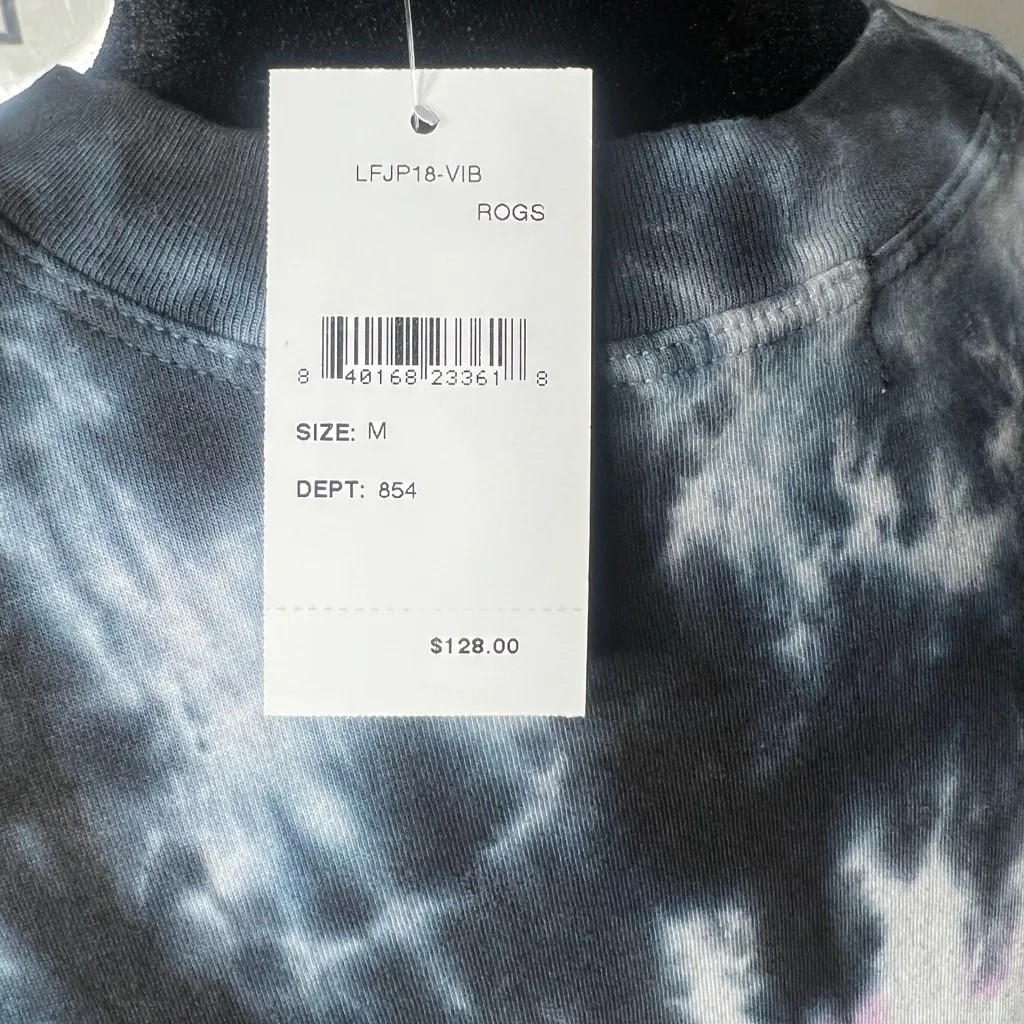 LFJP18-VIB
ROGS
8 40168 23361 8
SIZE: M
DEPT: 854
$128.00